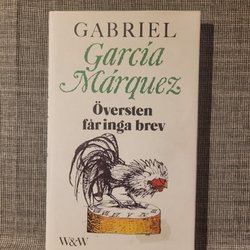 GABRIEL
García
Márquez
Översten
får inga brev
W&W